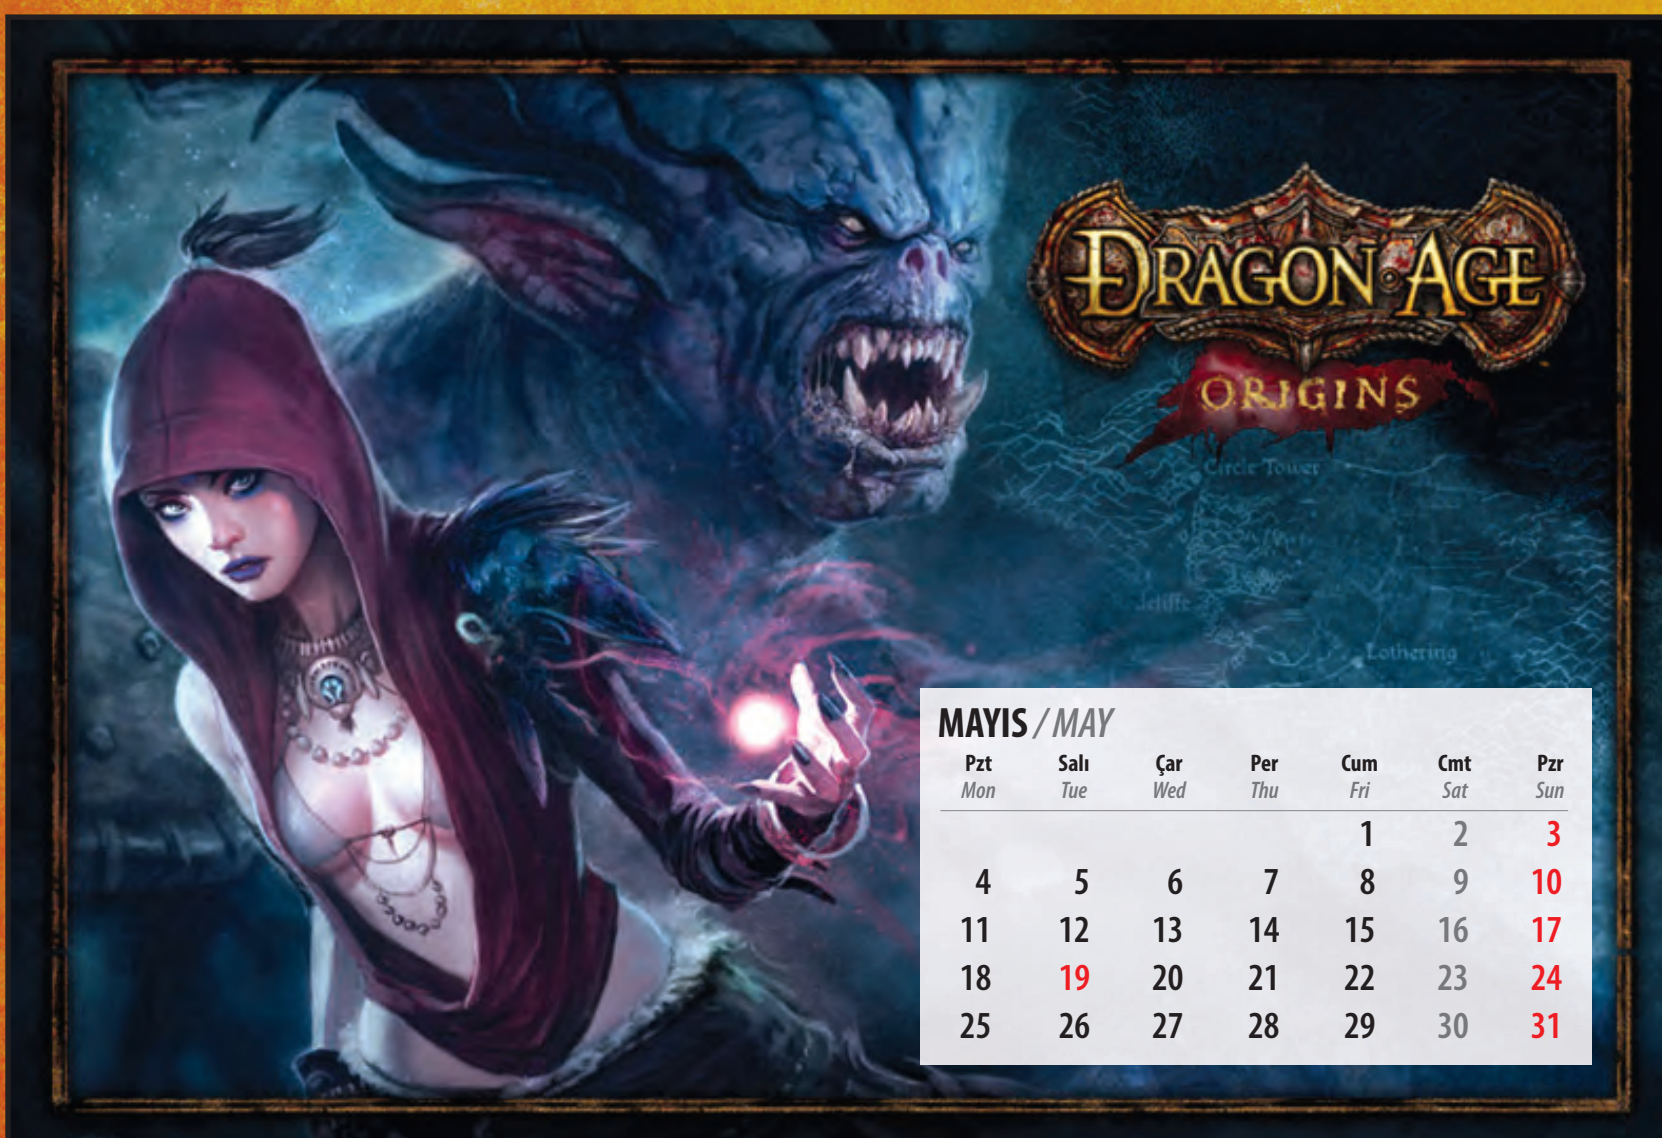 DRAGON AGE
ORIGINS
Circle Tower
Lothering
MAYIS / MAY
Pzt Salı Çar Per Cum Cmt Pzr
Mon Tue Wed Thu Fri Sat Sun
1 2 3
4 5 6 7 8 9 10
11 12 13 14 15 16 17
18 19 20 21 22 23 24
25 26 27 28 29 30 31